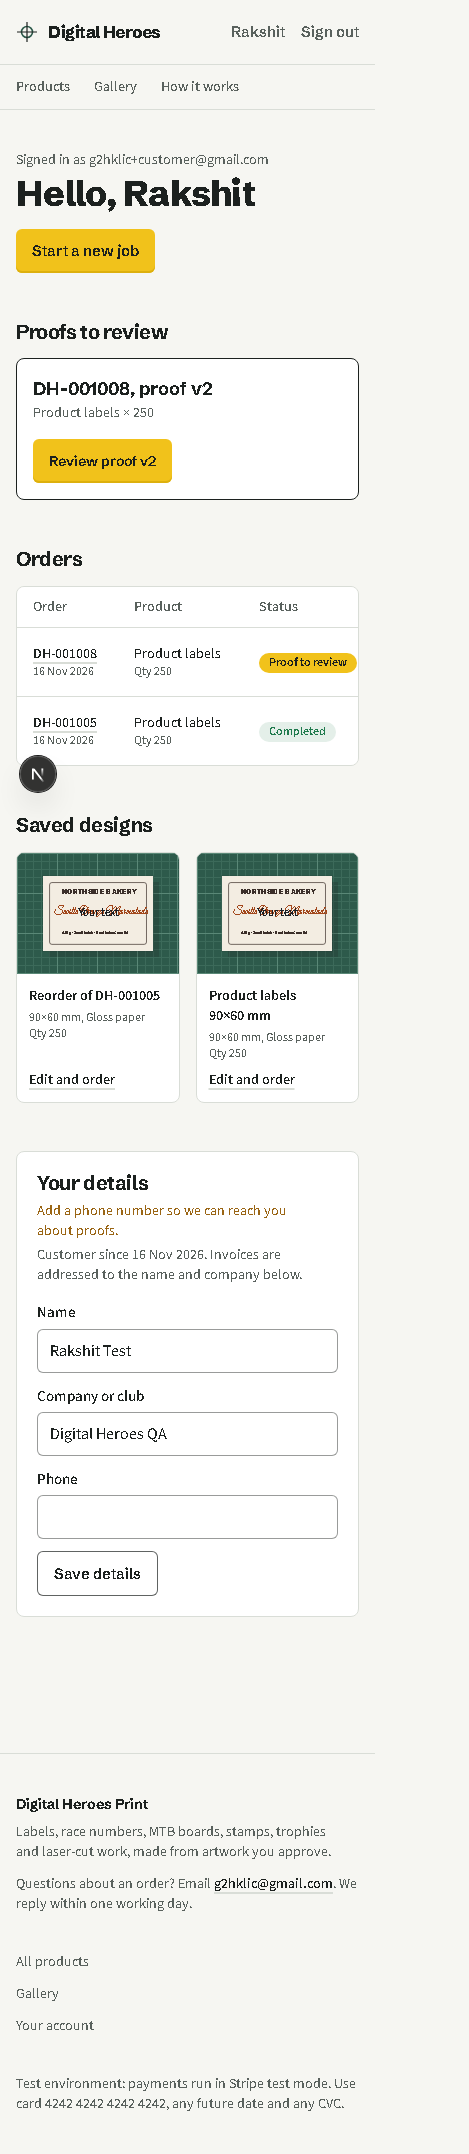 Digital Heroes
Rakshit Sign out
Products Gallery How it works
Signed in as g2hklic+customer@gmail.com
Hello, Rakshit
Start a new job
Proofs to review
DH-001008, proof v2
Product labels × 250
Review proof v2
Orders
Order Product Status
DH-001008 Product labels Proof to review
16 Nov 2026 Qty 250
DH-001005 Product labels Completed
16 Nov 2026 Qty 250
N
Saved designs
NORTHSIDE BAKERY
Your text
NORTHSIDE BAKERY
Your text
Reorder of DH-001005
90×60 mm, Gloss paper
Qty 250
Edit and order
Product labels
90×60 mm
90×60 mm, Gloss paper
Qty 250
Edit and order
Your details
Add a phone number so we can reach you
about proofs.
Customer since 16 Nov 2026. Invoices are
addressed to the name and company below.
Name
Rakshit Test
Company or club
Digital Heroes QA
Phone
Save details
Digital Heroes Print
Labels, race numbers, MTB boards, stamps, trophies
and laser-cut work, made from artwork you approve.
Questions about an order? Email g2hklic@gmail.com. We
reply within one working day.
All products
Gallery
Your account
Test environment: payments run in Stripe test mode. Use
card 4242 4242 4242 4242, any future date and any CVC.